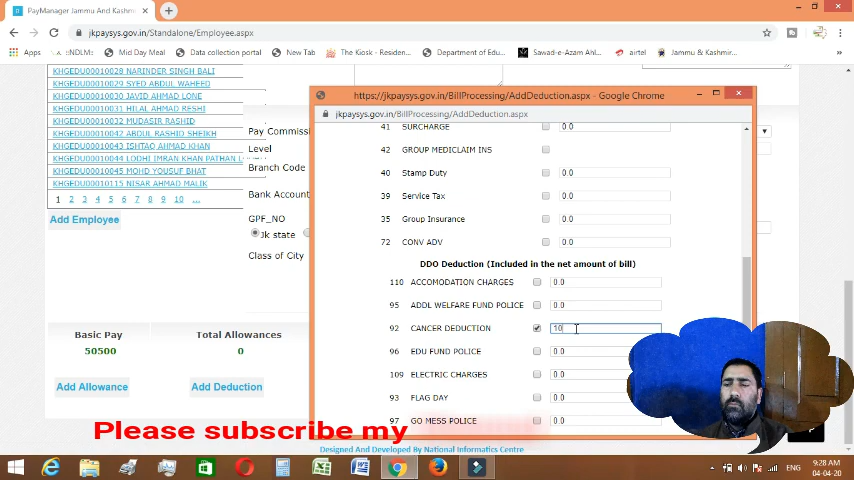 PayManager Jammu And Kashmir
jkpaysys.gov.in/Standalone/Employee.aspx
Apps
..::NDLM::..
Mid Day Meal
Data collection portal
New Tab
The Kiosk - Residen...
Department of Edu...
Sawad-e-Azam Ahl...
airtel
Jammu & Kashmir...
KHGEDU00010028 NARINDER SINGH BALI
KHGEDU00010029 SYED ABDUL WAHEED
KHGEDU00010030 JAVID AHMAD LONE
KHGEDU00010031 HILAL AHMAD RESHI
KHGEDU00010032 MUDASIR RASHID
KHGEDU00010042 ABDUL RASHID SHEIKH
KHGEDU00010043 ISHTAQ AHMAD KHAN
KHGEDU00010044 LODHI IMRAN KHAN PATHAN
KHGEDU00010045 MOHD YOUSUF BHAT
KHGEDU00010115 NISAR AHMAD MALIK
1 2 3 4 5 6 7 8 9 10 ...
Add Employee
Pay Commis
Level
Branch Code
Bank Account
GPF_NO
Jk state
Class of City
Basic Pay
50500
Total Allowances
0
Add Allowance
Add Deduction
https://jkpaysys.gov.in/BillProcessing/AddDeduction.aspx - Google Chrome
jkpaysys.gov.in/BillProcessing/AddDeduction.aspx
41 SURCHARGE 0.0
42 GROUP MEDICLAIM INS
40 Stamp Duty 0.0
39 Service Tax 0.0
35 Group Insurance 0.0
72 CONV ADV 0.0
DDO Deduction (Included in the net amount of bill)
110 ACCOMODATION CHARGES 0.0
95 ADDL WELFARE FUND POLICE 0.0
92 CANCER DEDUCTION 10
96 EDU FUND POLICE 0.0
109 ELECTRIC CHARGES 0.0
93 FLAG DAY 0.0
97 GO MESS POLICE 0.0
Please subscribe my
Designed And Developed By National Informatics Centre
ENG
9:28 AM
04-04-20